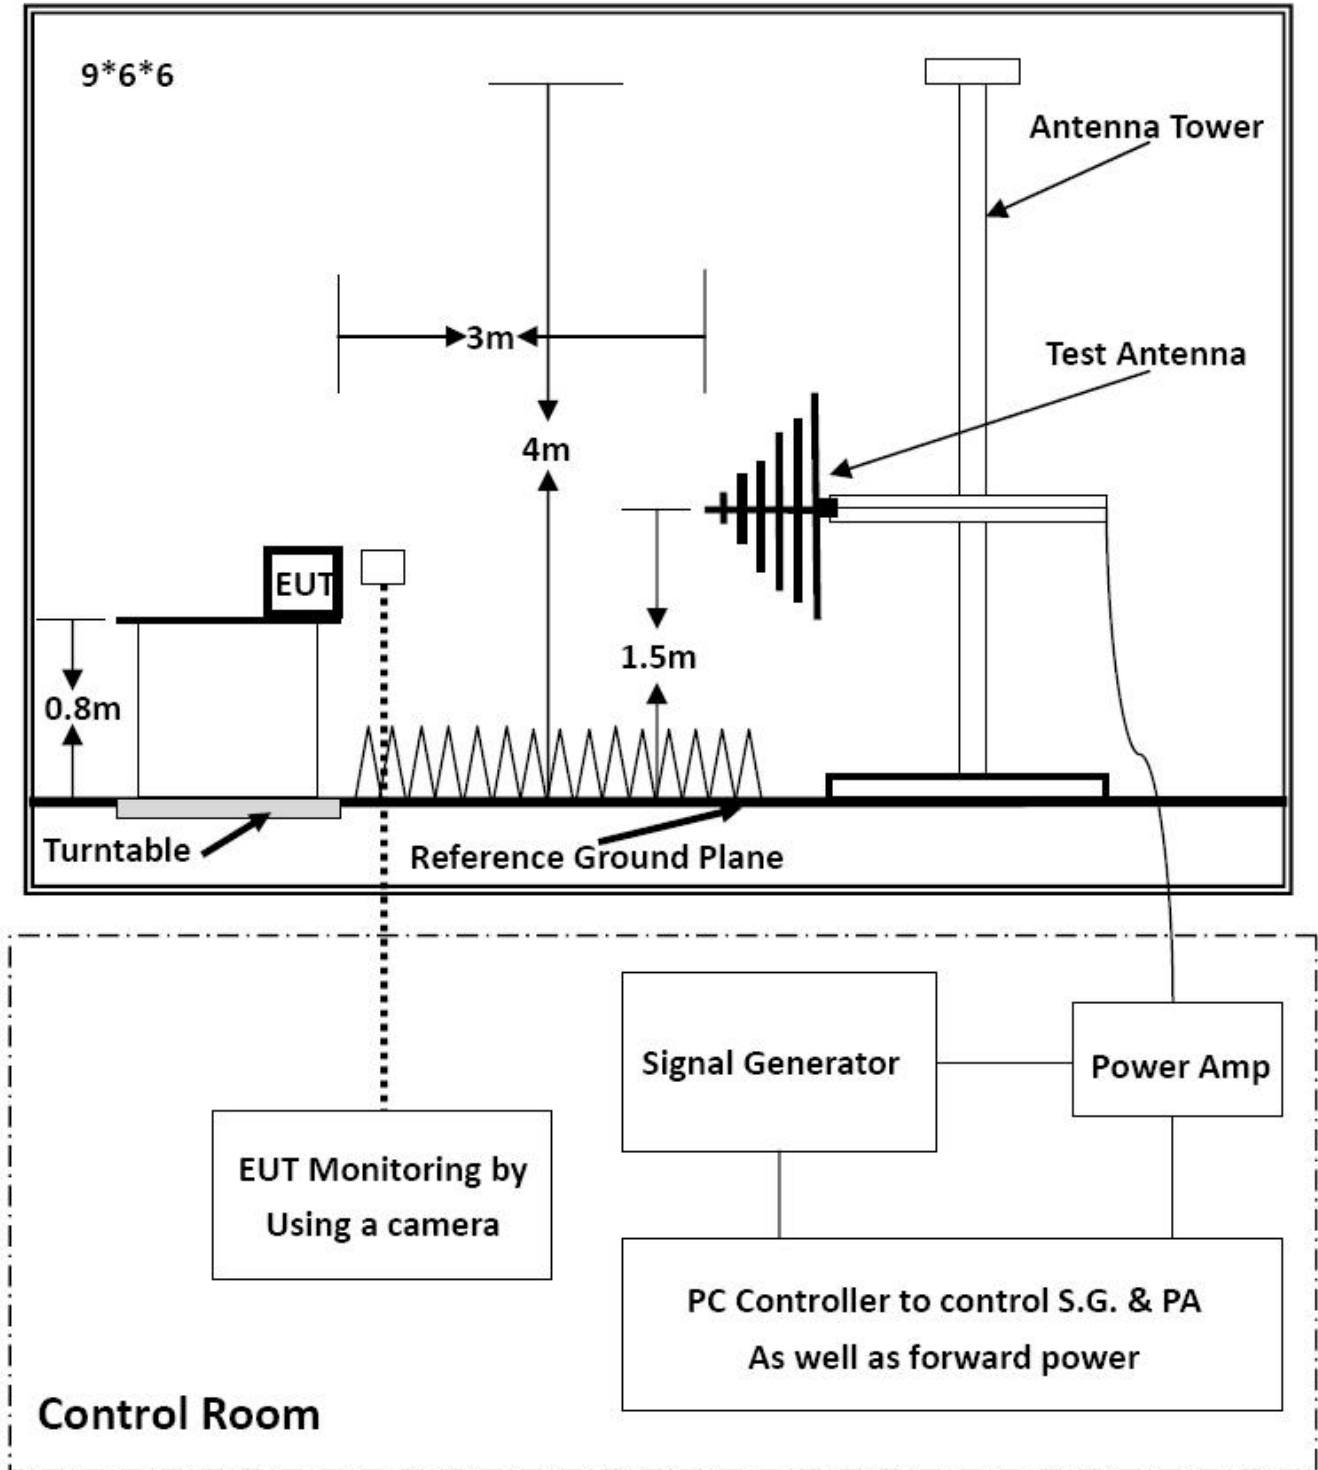 9*6*6
Antenna Tower
3m
Test Antenna
4m
EUT
1.5m
0.8m
Turntable
Reference Ground Plane
Signal Generator
Power Amp
EUT Monitoring by
Using a camera
PC Controller to control S.G. & PA
As well as forward power
Control Room